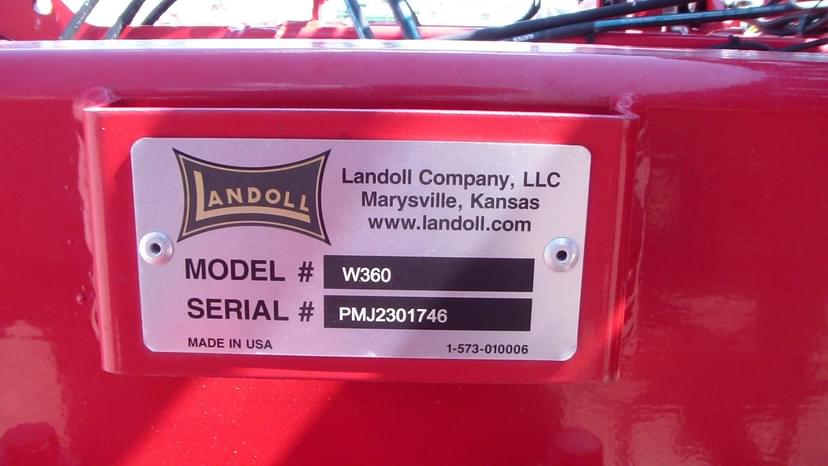 LANDOLL
Landoll Company, LLC
Marysville, Kansas
www.landoll.com
MODEL # W360
SERIAL # PMJ2301746
MADE IN USA 1-573-010006